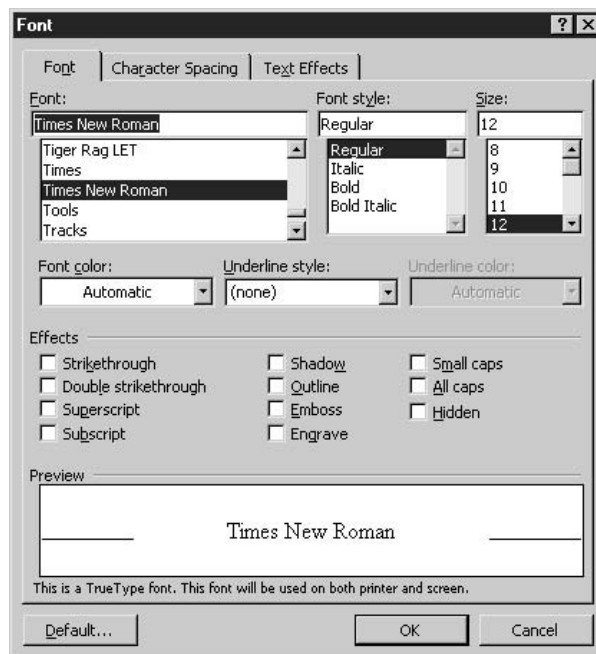 Font
Font Character Spacing Text Effects
Font: Font style: Size:
Times New Roman Regular 12
Tiger Rag LET Regular 8
Times Italic 9
Times New Roman Bold 10
Tools Bold Italic 11
Tracks 12
Font color: Underline style: Underline color:
Automatic (none) Automatic
Effects
Strikethrough Shadow Small caps
Double strikethrough Outline All caps
Superscript Emboss Hidden
Subscript Engrave
Preview
Times New Roman
This is a TrueType font. This font will be used on both printer and screen.
Default... OK Cancel